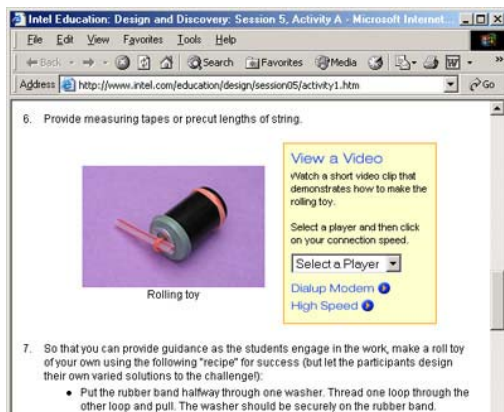 Intel Education: Design and Discovery: Session 5, Activity A - Microsoft Internet...
File Edit View Favorites Tools Help
Back Search Favorites Media
Address http://www.intel.com/education/design/session05/activity1.htm Go
6. Provide measuring tapes or precut lengths of string.
View a Video
Watch a short video clip that
demonstrates how to make the
rolling toy.
Select a player and then click
on your connection speed.
Select a Player
Dialup Modem
High Speed
Rolling toy
7. So that you can provide guidance as the students engage in the work, make a roll toy
of your own using the following "recipe" for success (but let the participants design
their own varied solutions to the challenge!):
• Put the rubber band halfway through one washer. Thread one loop through the
other loop and pull. The washer should be securely on the rubber band.